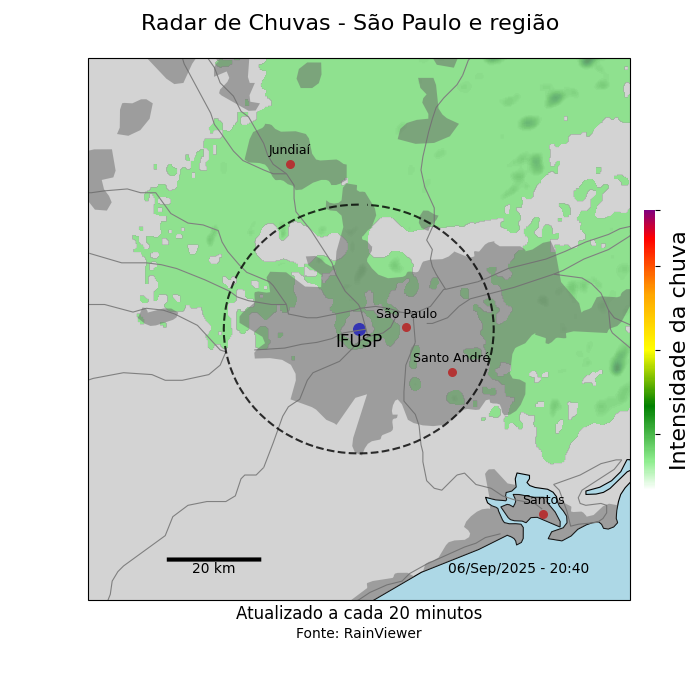 Radar de Chuvas - São Paulo e região
Jundiaí
São Paulo
IFUSP
Santo André
Santos
20 km
06/Sep/2025 - 20:40
Intensidade da chuva
Atualizado a cada 20 minutos
Fonte: RainViewer